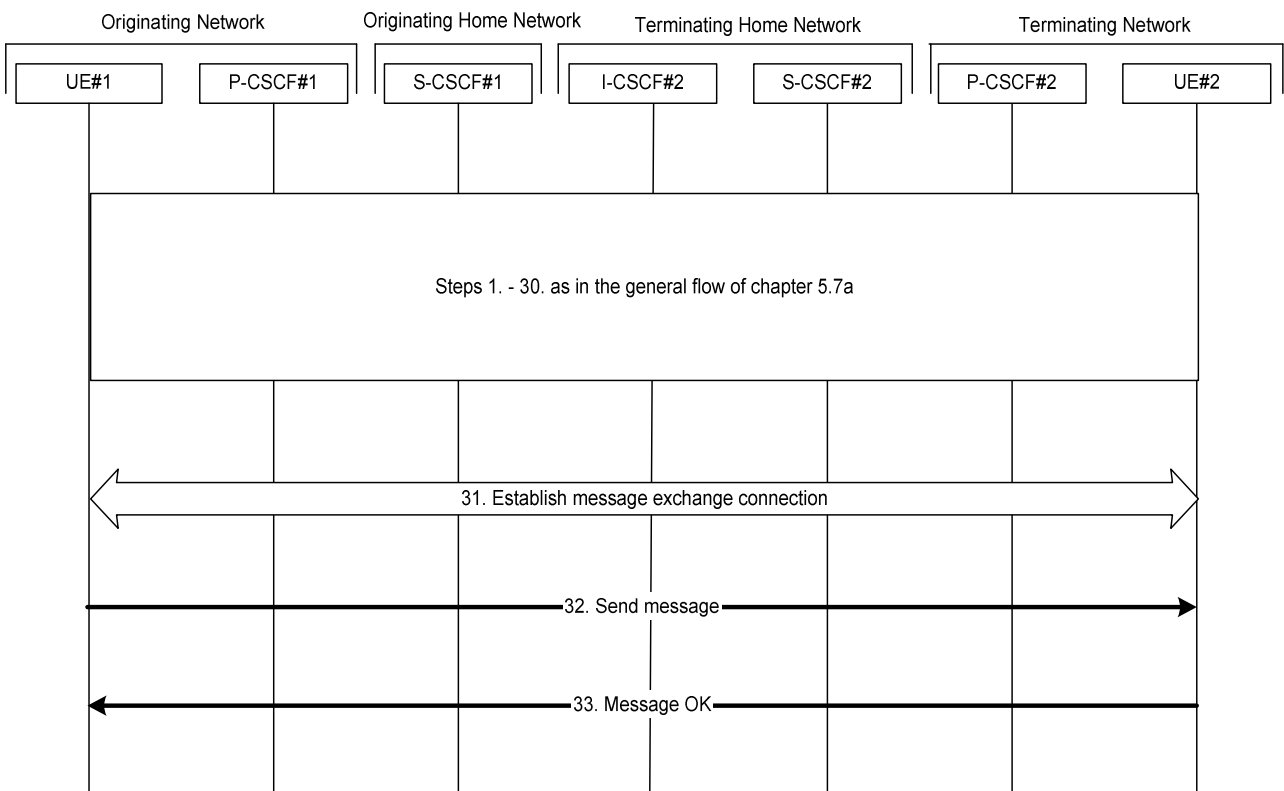 Originating Network
Originating Home Network
Terminating Home Network
Terminating Network
UE#1
P-CSCF#1
S-CSCF#1
I-CSCF#2
S-CSCF#2
P-CSCF#2
UE#2
Steps 1. - 30. as in the general flow of chapter 5.7a
31. Establish message exchange connection
32. Send message
33. Message OK